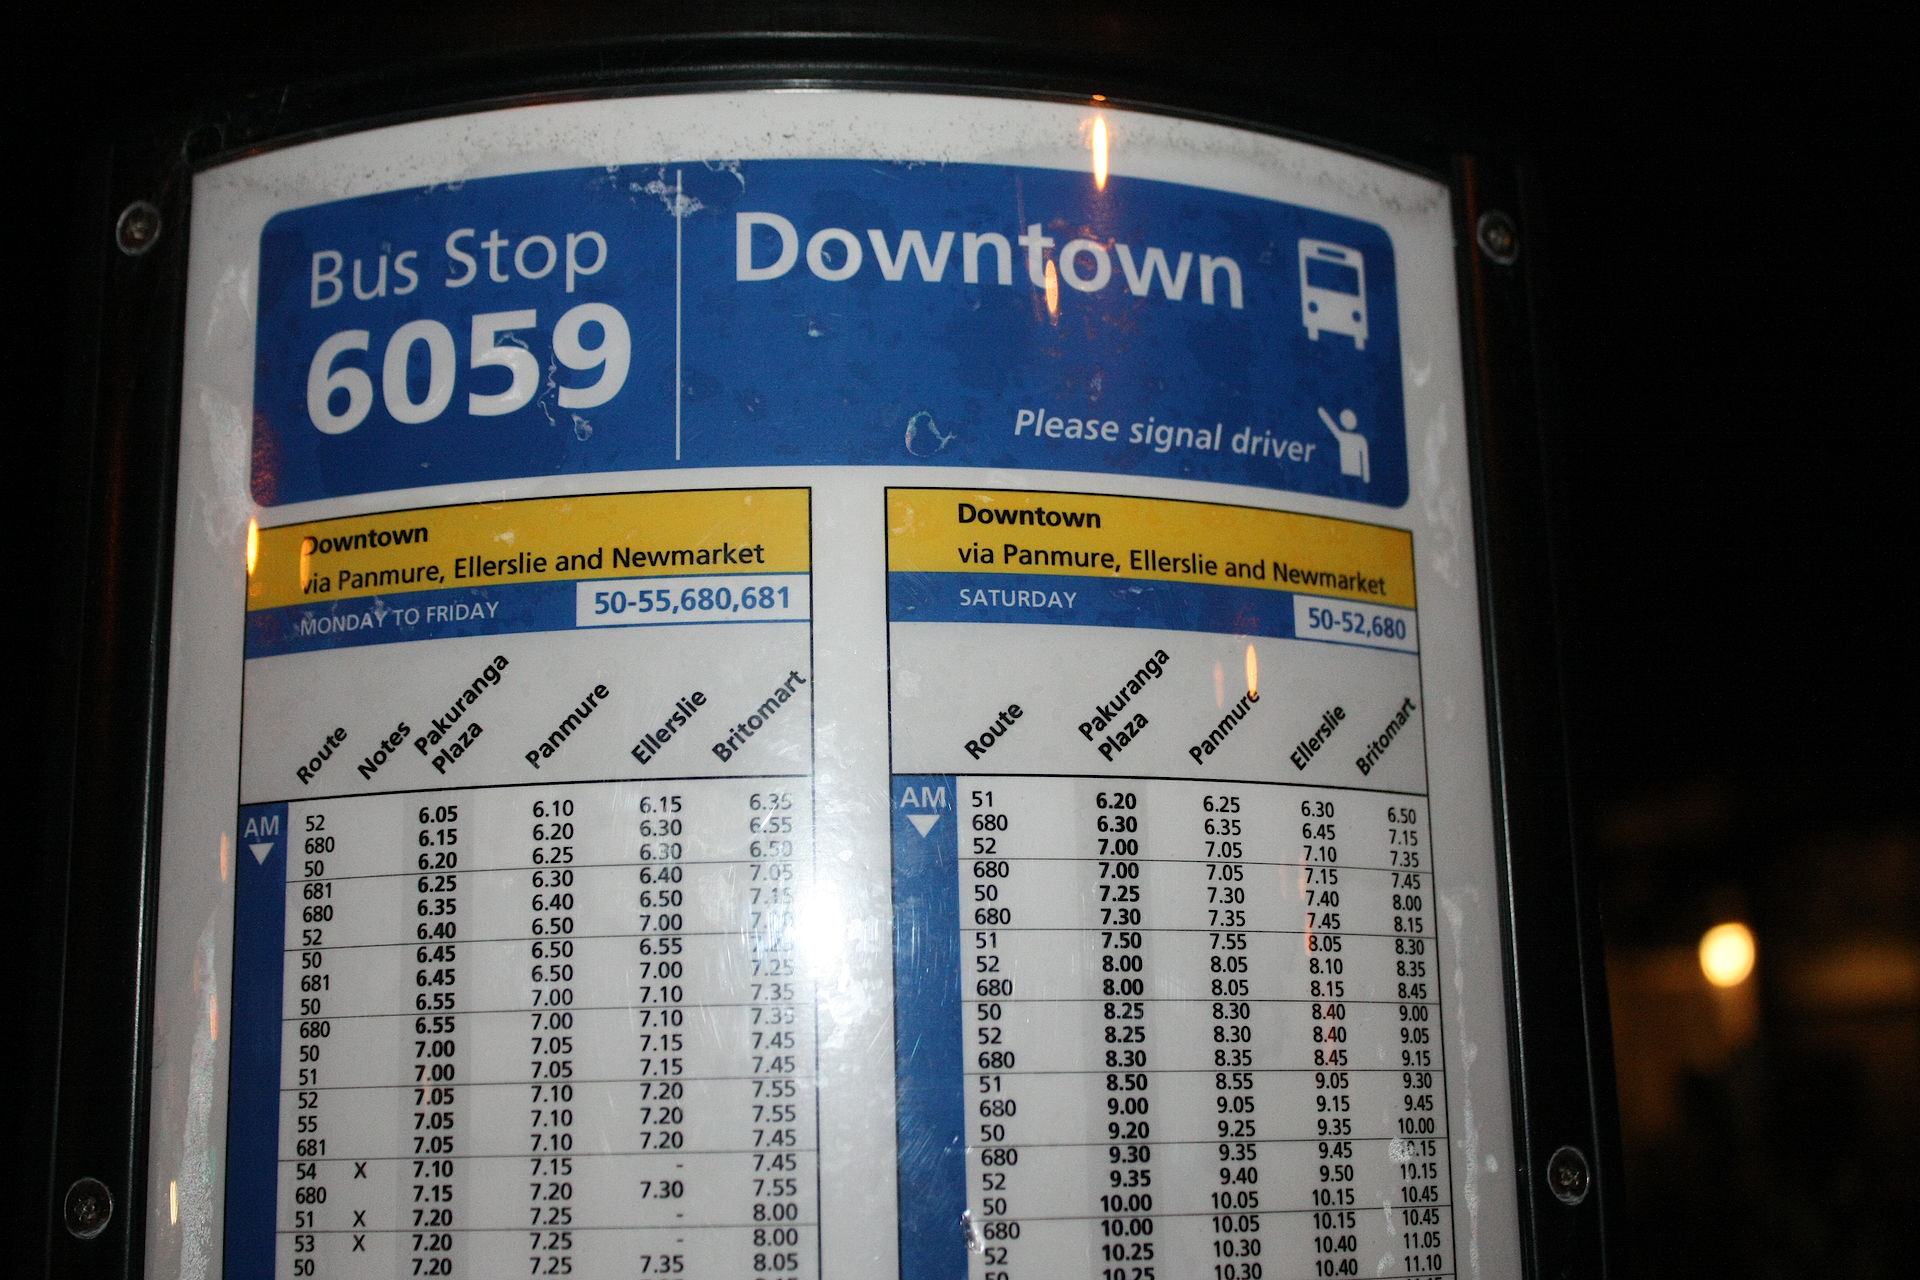 Bus Stop
6059
Downtown
Please signal driver
Downtown
via Panmure, Ellerslie and Newmarket
MONDAY TO FRIDAY 50-55,680,681
Route Notes Pakuranga Plaza Panmure Ellerslie Britomart
AM
52 6.05 6.10 6.15 6.35
680 6.15 6.20 6.30 6.55
50 6.20 6.25 6.30 6.50
681 6.25 6.30 6.40 7.05
680 6.35 6.40 6.50 7.15
52 6.40 6.50 7.00
50 6.45 6.50 6.55
681 6.45 6.50 7.00 7.25
50 6.55 7.00 7.10 7.35
680 6.55 7.00 7.10 7.35
50 7.00 7.05 7.15 7.45
51 7.00 7.05 7.15 7.45
52 7.05 7.10 7.20 7.55
55 7.05 7.10 7.20 7.55
681 7.05 7.10 7.20 7.45
54 X 7.10 7.15 - 7.45
680 7.15 7.20 7.30 7.55
51 X 7.20 7.25 - 8.00
53 X 7.20 7.25 - 8.00
50 7.20 7.25 7.35 8.05
Downtown
via Panmure, Ellerslie and Newmarket
SATURDAY 50-52,680
Route Pakuranga Plaza Panmure Ellerslie Britomart
AM
51 6.20 6.25 6.30 6.50
680 6.30 6.35 6.45 7.15
52 7.00 7.05 7.10 7.35
680 7.00 7.05 7.15 7.45
50 7.25 7.30 7.40 8.00
680 7.30 7.35 7.45 8.15
51 7.50 7.55 8.05 8.30
52 8.00 8.05 8.10 8.35
680 8.00 8.05 8.15 8.45
50 8.25 8.30 8.40 9.00
52 8.25 8.30 8.40 9.05
680 8.30 8.35 8.45 9.15
51 8.50 8.55 9.05 9.30
680 9.00 9.05 9.15 9.45
50 9.20 9.25 9.35 10.00
680 9.30 9.35 9.45 10.15
52 9.35 9.40 9.50 10.15
50 10.00 10.05 10.15 10.45
680 10.00 10.05 10.15 10.45
52 10.25 10.30 10.40 11.05
50 10.25 10.30 10.40 11.10